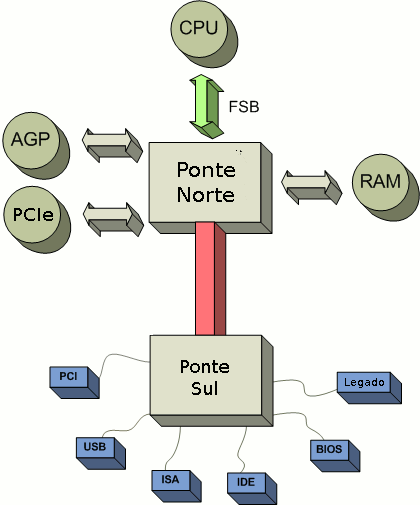 CPU
FSB
AGP
Ponte
Norte
RAM
PCIe
Ponte
Sul
PCI
Legado
USB
BIOS
ISA
IDE